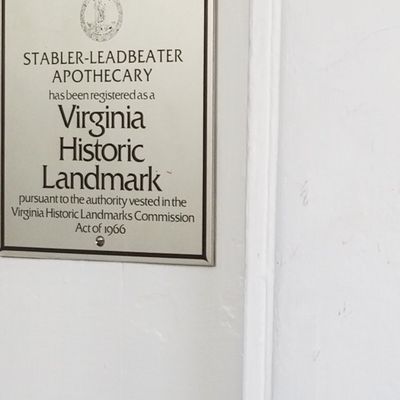 STABLER-LEADBEATER
APOTHECARY
has been registered as a
Virginia
Historic
Landmark
pursuant to the authority vested in the
Virginia Historic Landmarks Commission
Act of 1966